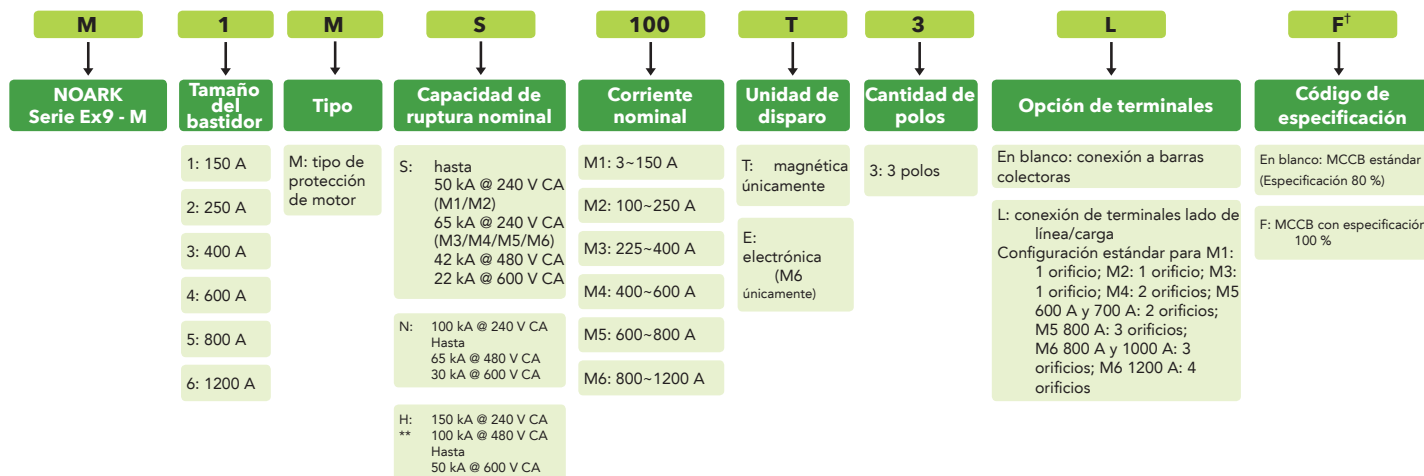 M
1
M
S
100
T
3
L
F†
NOARK
Serie Ex9 - M
Tamaño
del
bastidor
Tipo
Capacidad de
ruptura nominal
Corriente
nominal
Unidad de
disparo
Cantidad de
polos
Opción de terminales
Código de
especificación
1: 150 A
2: 250 A
3: 400 A
4: 600 A
5: 800 A
6: 1200 A
M: tipo de
protección
de motor
S: hasta
50 kA @ 240 V CA
(M1/M2)
65 kA @ 240 V CA
(M3/M4/M5/M6)
42 kA @ 480 V CA
22 kA @ 600 V CA
N: 100 kA @ 240 V CA
Hasta
65 kA @ 480 V CA
30 kA @ 600 V CA
H: 150 kA @ 240 V CA
** 100 kA @ 480 V CA
Hasta
50 kA @ 600 V CA
M1: 3~150 A
M2: 100~250 A
M3: 225~400 A
M4: 400~600 A
M5: 600~800 A
M6: 800~1200 A
T: magnética
únicamente
E:
electrónica
(M6
únicamente)
3: 3 polos
En blanco: conexión a barras
colectoras
L: conexión de terminales lado de
línea/carga
Configuración estándar para M1:
1 orificio; M2: 1 orificio; M3:
1 orificio; M4: 2 orificios; M5
600 A y 700 A: 2 orificios;
M5 800 A: 3 orificios;
M6 800 A y 1000 A: 3
orificios; M6 1200 A: 4
orificios
En blanco: MCCB estándar
(Especificación 80 %)
F: MCCB con especificación
100 %